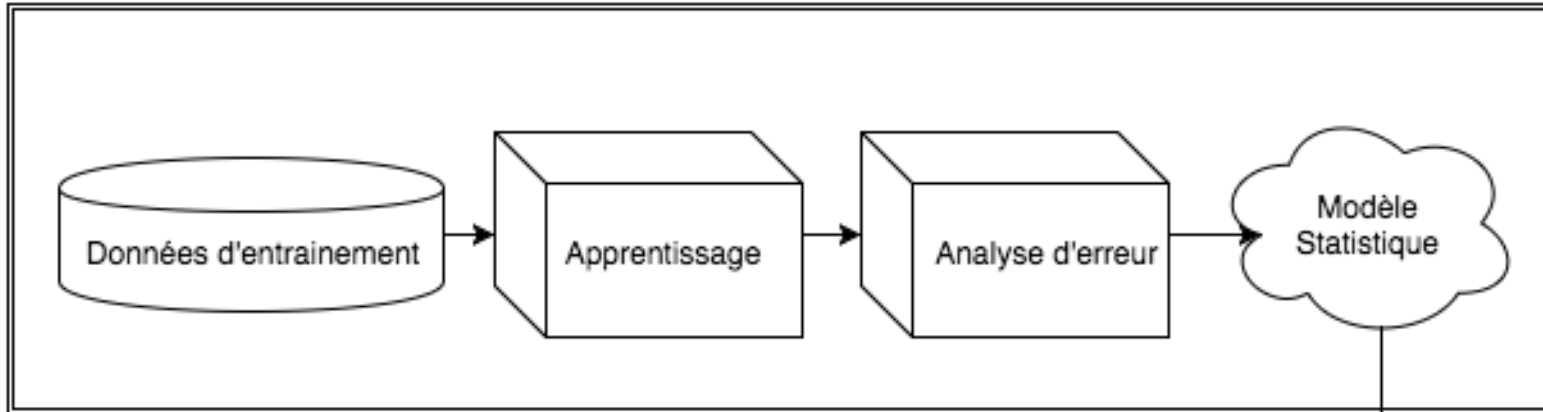 Données d'entrainement
Apprentissage
Analyse d'erreur
Modèle
Statistique